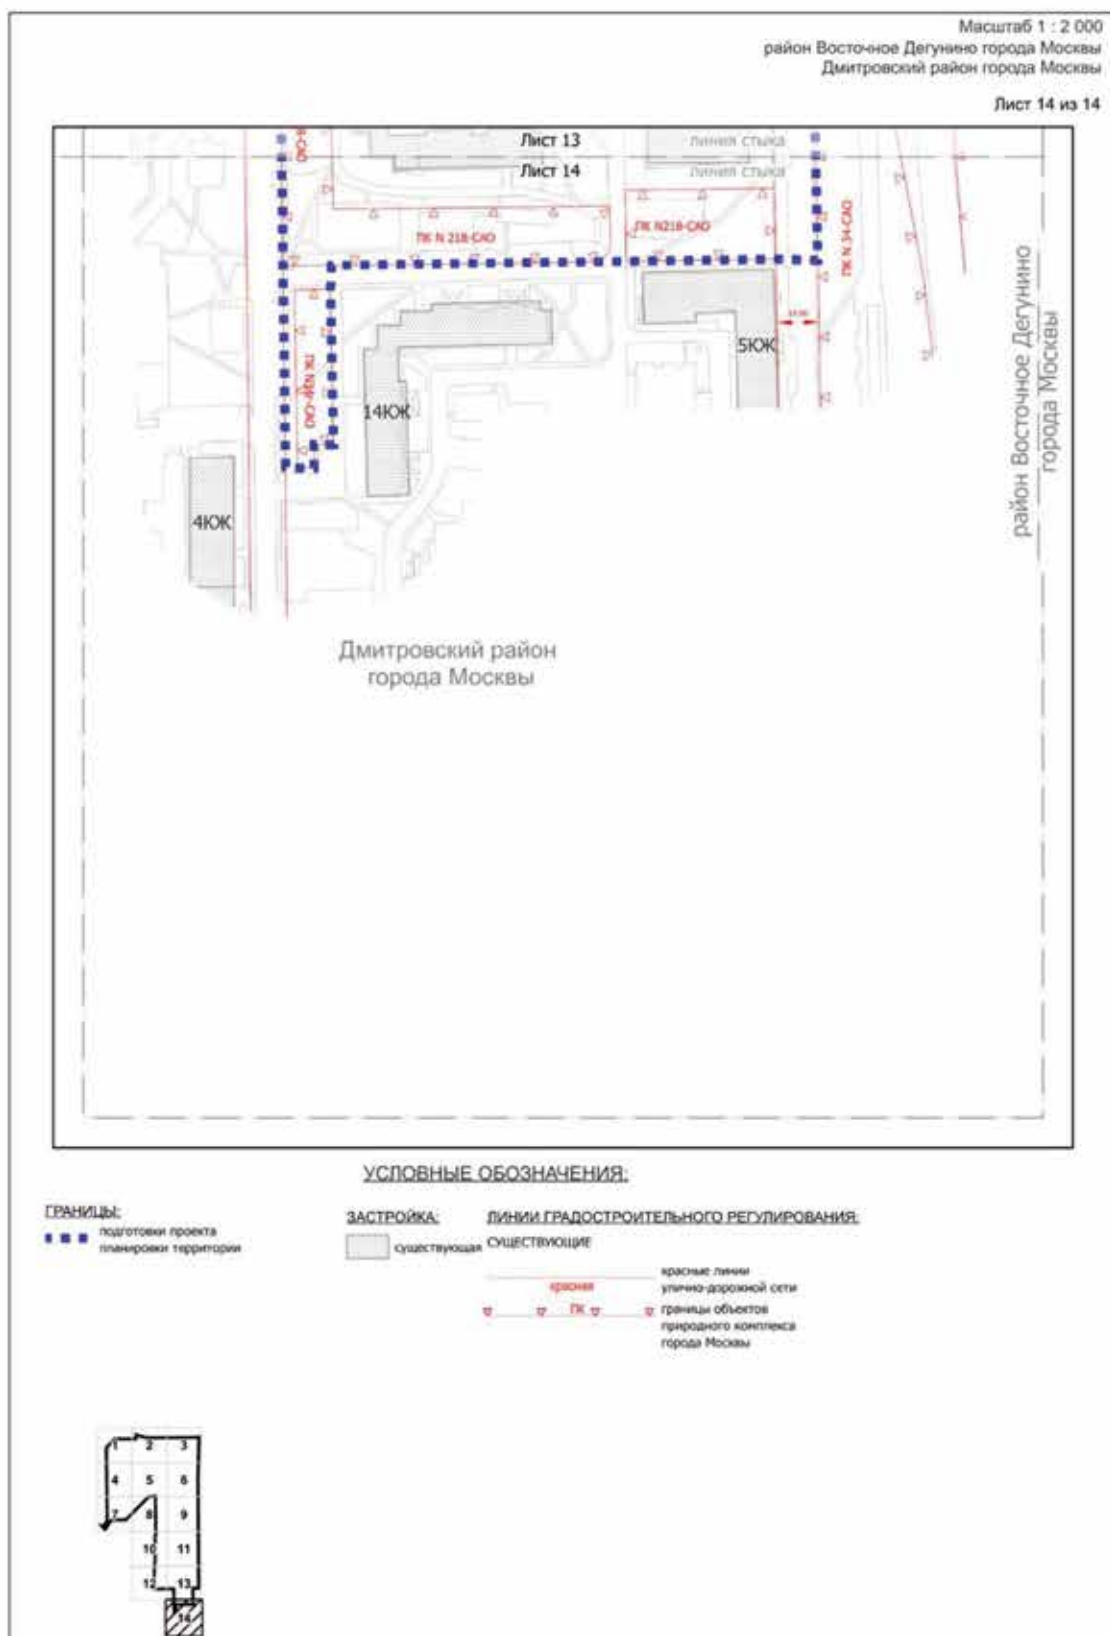 Масштаб 1 : 2 000
район Восточное Дегунино города Москвы
Дмитровский район города Москвы
Лист 14 из 14
Лист 13
линия стыка
Лист 14
линия стыка
ПК N 218-САО
ПК N218-САО
ПК N 34-САО
район Восточное Дегунино
города Москвы
5КЖ
14КЖ
4КЖ
Дмитровский район
города Москвы
УСЛОВНЫЕ ОБОЗНАЧЕНИЯ:
ГРАНИЦЫ:
подготовки проекта
планировки территории
ЗАСТРОЙКА:
существующая
ЛИНИИ ГРАДОСТРОИТЕЛЬНОГО РЕГУЛИРОВАНИЯ:
СУЩЕСТВУЮЩИЕ
красная
красные линии
улично-дорожной сети
ПК
границы объектов
природного комплекса
города Москвы
1 2 3
4 5 6
7 8 9
10 11
12 13
14